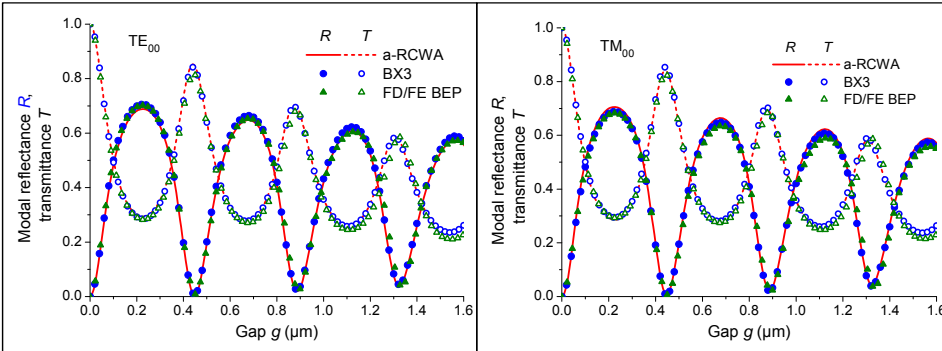 TE00
R T
a-RCWA
BX3
FD/FE BEP
Modal reflectance R,
transmittance T
1.0
0.8
0.6
0.4
0.2
0.0
0.0 0.2 0.4 0.6 0.8 1.0 1.2 1.4 1.6
Gap g (µm)
TM00
R T
a-RCWA
BX3
FD/FE BEP
Modal reflectance R,
transmittance T
1.0
0.8
0.6
0.4
0.2
0.0
0.0 0.2 0.4 0.6 0.8 1.0 1.2 1.4 1.6
Gap g (µm)